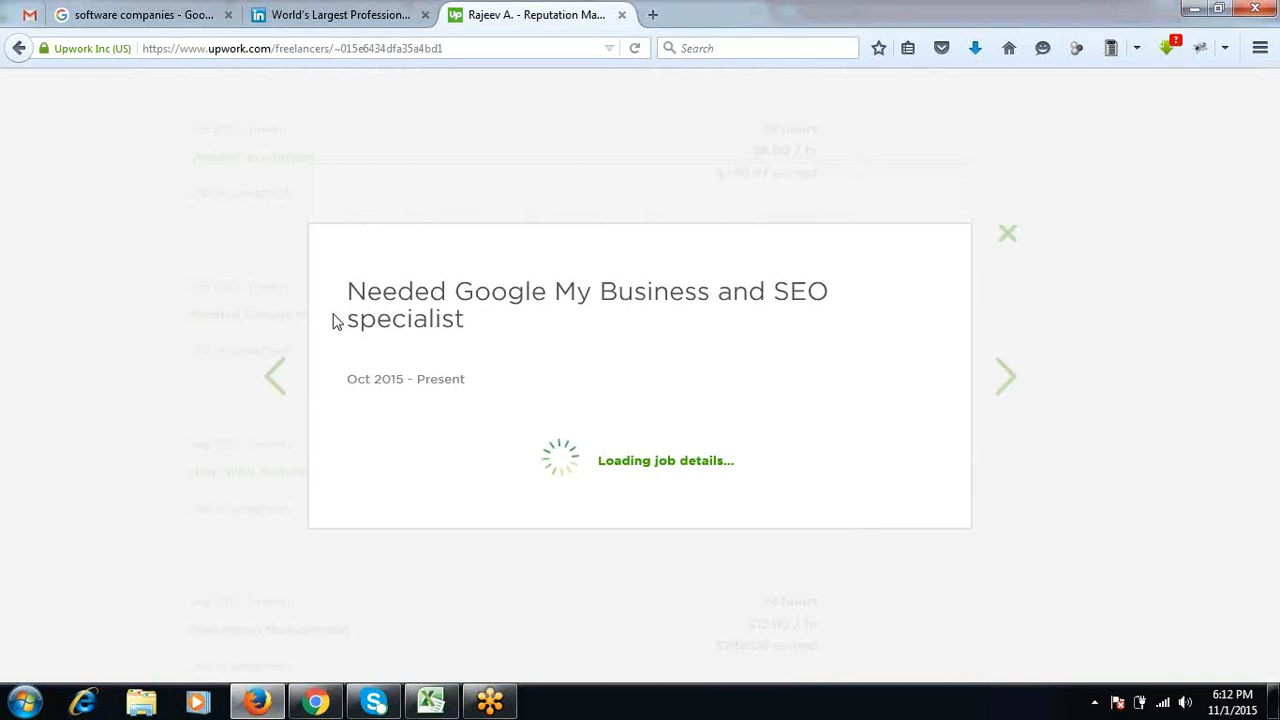 software companies - Goo...
World's Largest Profession...
Up Rajeev A. - Reputation Ma...
Upwork Inc (US)
https://www.upwork.com/freelancers/~015e6434dfa35a4bd1
Search
?
Needed Google My Business and SEO
specialist
Oct 2015 - Present
Loading job details...
6:12 PM
11/1/2015